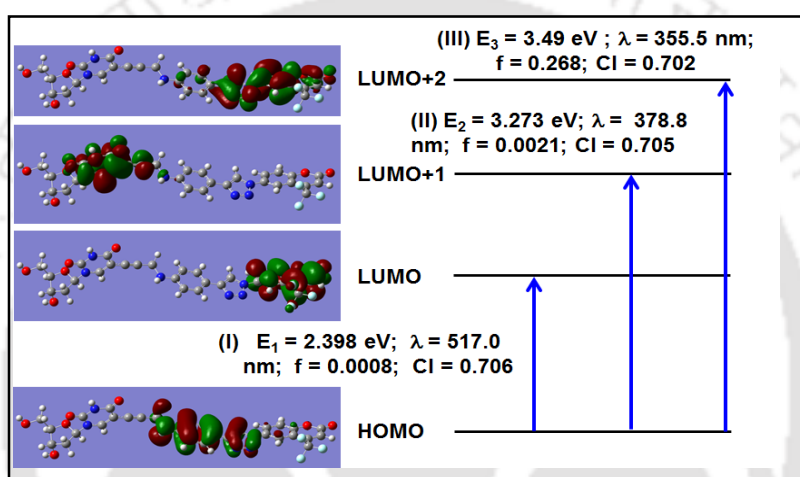 (III) E3 = 3.49 eV ; λ = 355.5 nm;
f = 0.268; CI = 0.702
LUMO+2
(II) E2 = 3.273 eV; λ = 378.8
nm; f = 0.0021; CI = 0.705
LUMO+1
LUMO
(I) E1 = 2.398 eV; λ = 517.0
nm; f = 0.0008; CI = 0.706
HOMO